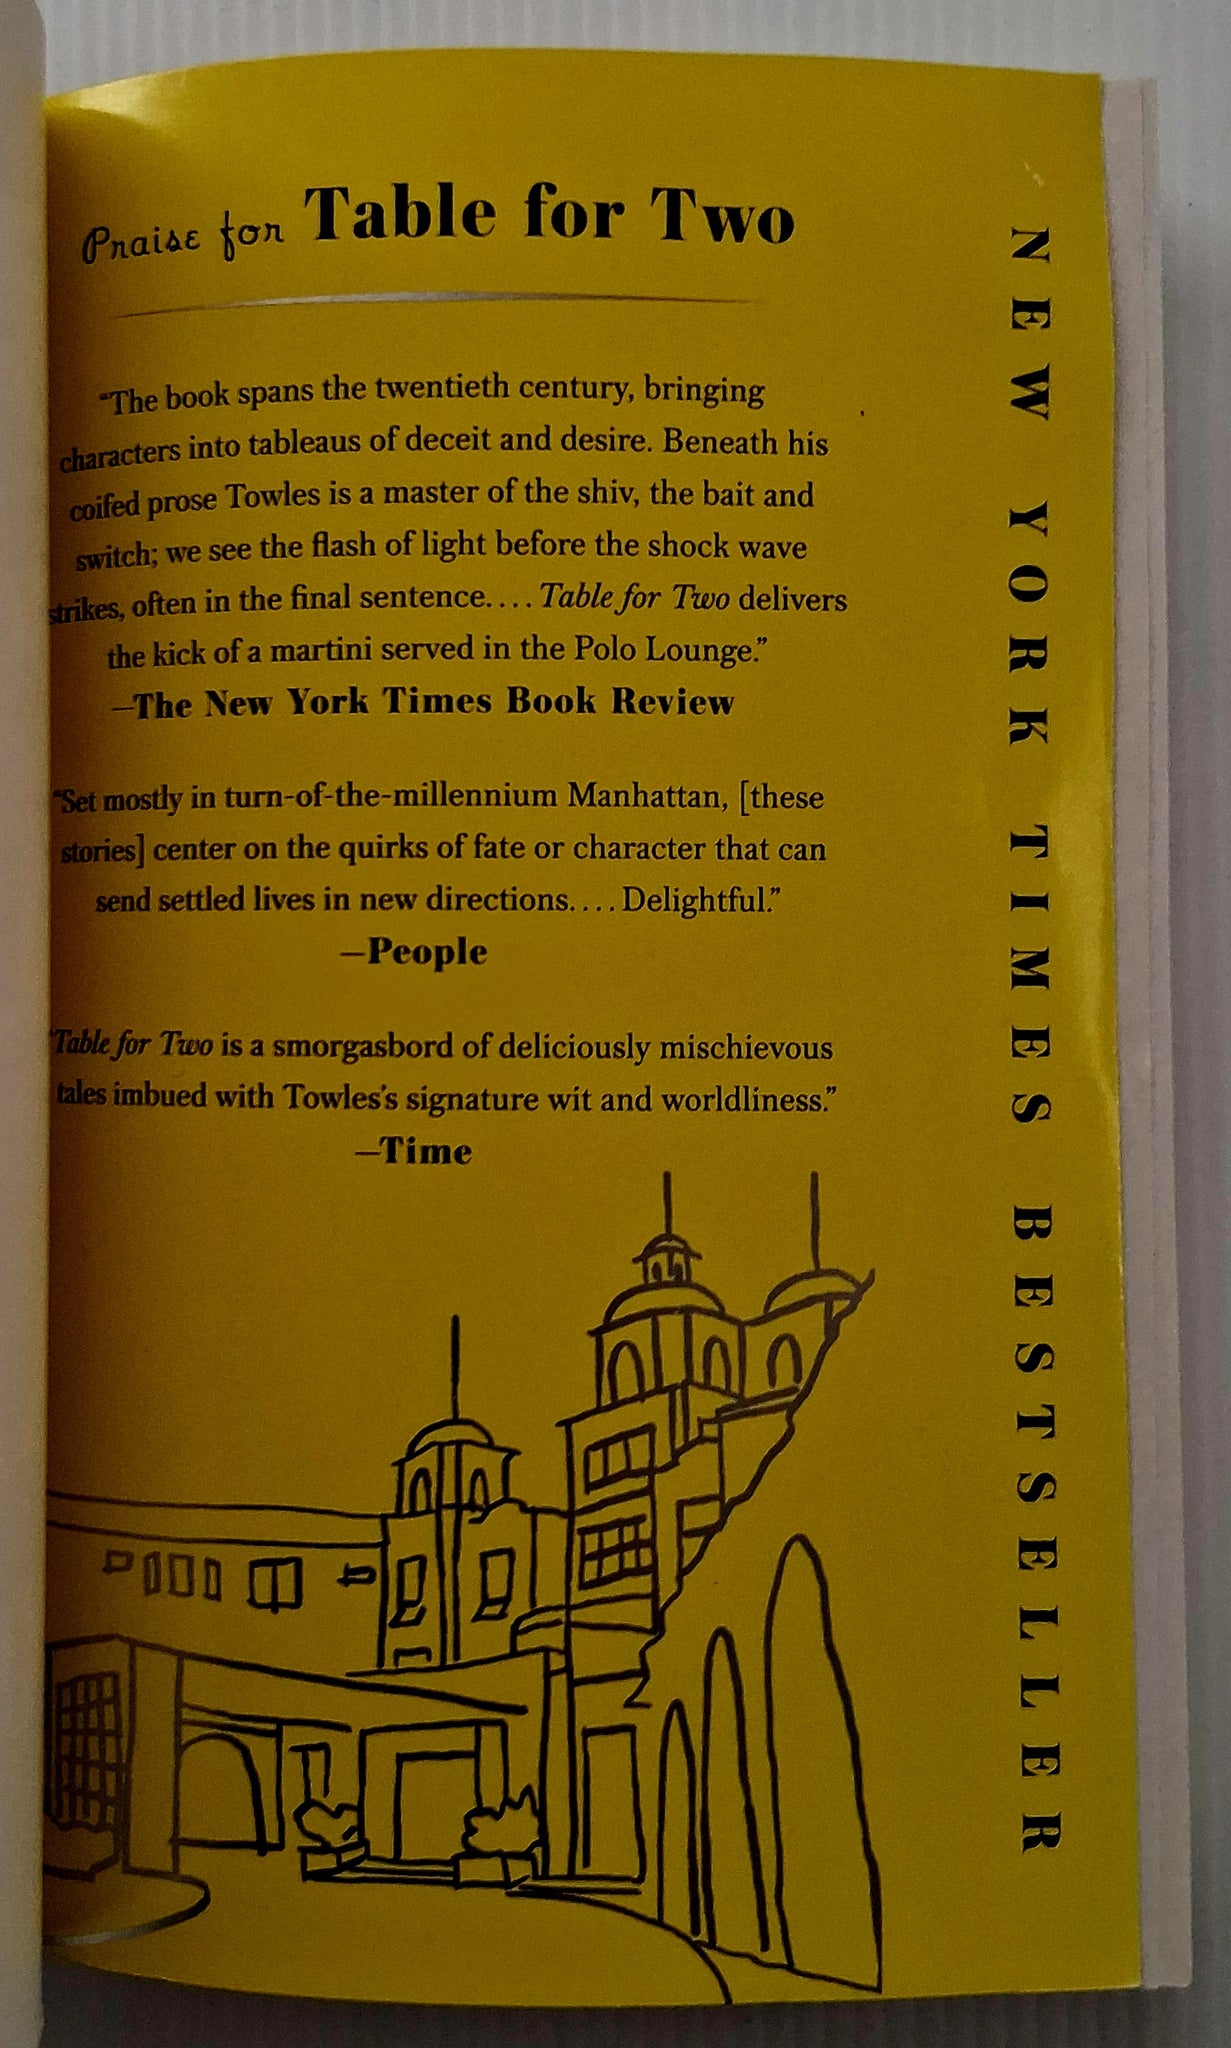 Praise for Table for Two
“The book spans the twentieth century, bringing
characters into tableaus of deceit and desire. Beneath his
coifed prose Towles is a master of the shiv, the bait and
switch; we see the flash of light before the shock wave
strikes, often in the final sentence.... Table for Two delivers
the kick of a martini served in the Polo Lounge.”
—The New York Times Book Review
“Set mostly in turn-of-the-millennium Manhattan, [these
stories] center on the quirks of fate or character that can
send settled lives in new directions.... Delightful.”
—People
“Table for Two is a smorgasbord of deliciously mischievous
tales imbued with Towles’s signature wit and worldliness.”
—Time
NEW YORK TIMES BESTSELLER